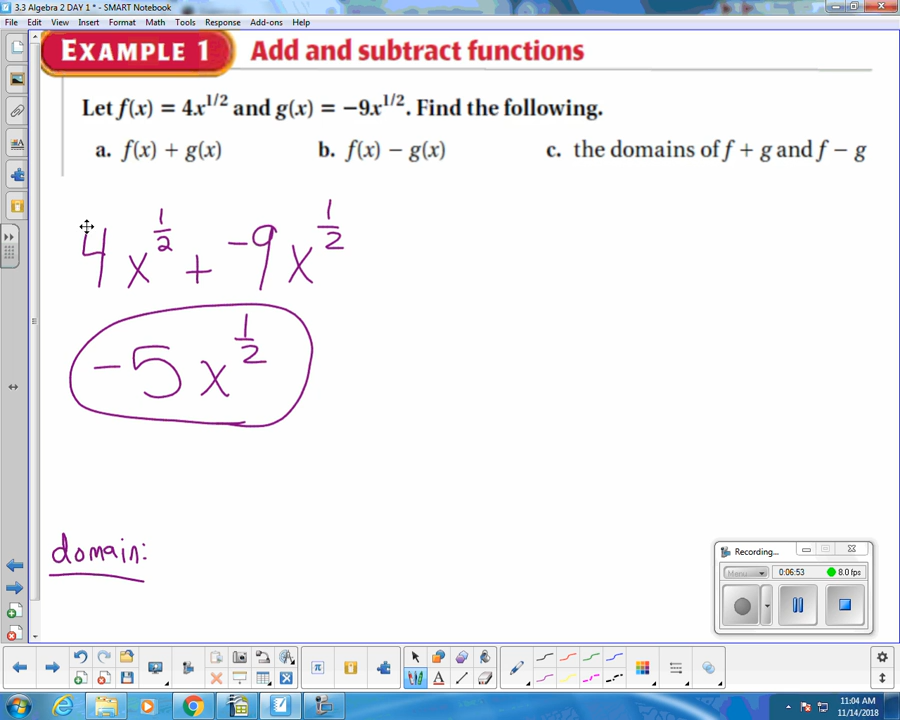 3.3 Algebra 2 DAY 1 * - SMART Notebook
File Edit View Insert Format Math Tools Response Add-ons Help
EXAMPLE 1 Add and subtract functions
Let f(x) = 4x^{1/2} and g(x) = −9x^{1/2}. Find the following.
a. f(x) + g(x) b. f(x) − g(x) c. the domains of f + g and f − g
4x^{1/2} + -9x^{1/2}
-5x^{1/2}
domain:
Recording...
Menu 0:06:53 8.0 fps
11:04 AM
11/14/2018